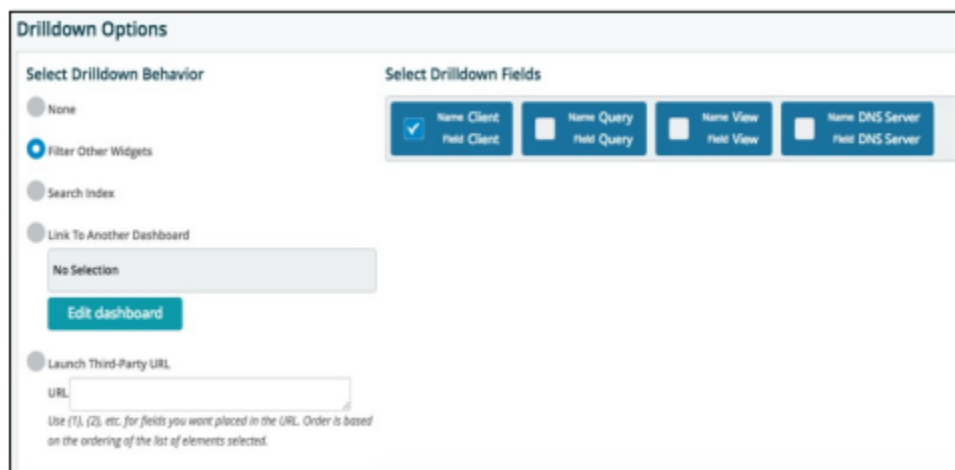 Drilldown Options
Select Drilldown Behavior
None
Filter Other Widgets
Search Index
Link To Another Dashboard
No Selection
Edit dashboard
Launch Third-Party URL
URL
Use {1}, {2}, etc. for fields you want placed in the URL. Order is based
on the ordering of the list of elements selected.
Select Drilldown Fields
Name Client
Field Client
Name Query
Field Query
Name View
Field View
Name DNS Server
Field DNS Server